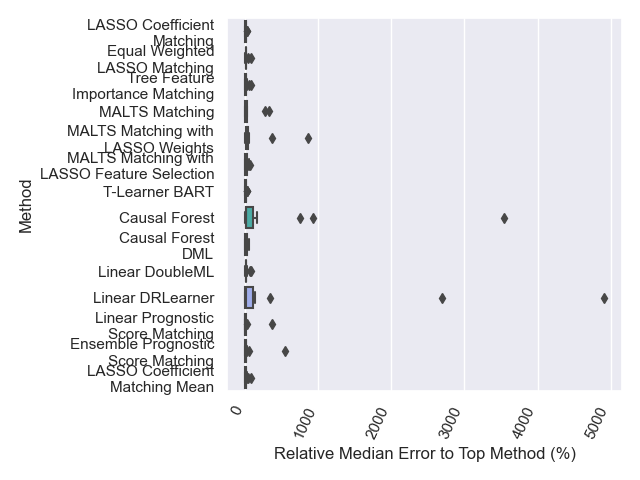 LASSO Coefficient
Matching
Equal Weighted
LASSO Matching
Tree Feature
Importance Matching
MALTS Matching
MALTS Matching with
LASSO Weights
MALTS Matching with
LASSO Feature Selection
T-Learner BART
Causal Forest
Causal Forest
DML
Linear DoubleML
Linear DRLearner
Linear Prognostic
Score Matching
Ensemble Prognostic
Score Matching
LASSO Coefficient
Matching Mean
Method
0
1000
2000
3000
4000
5000
Relative Median Error to Top Method (%)